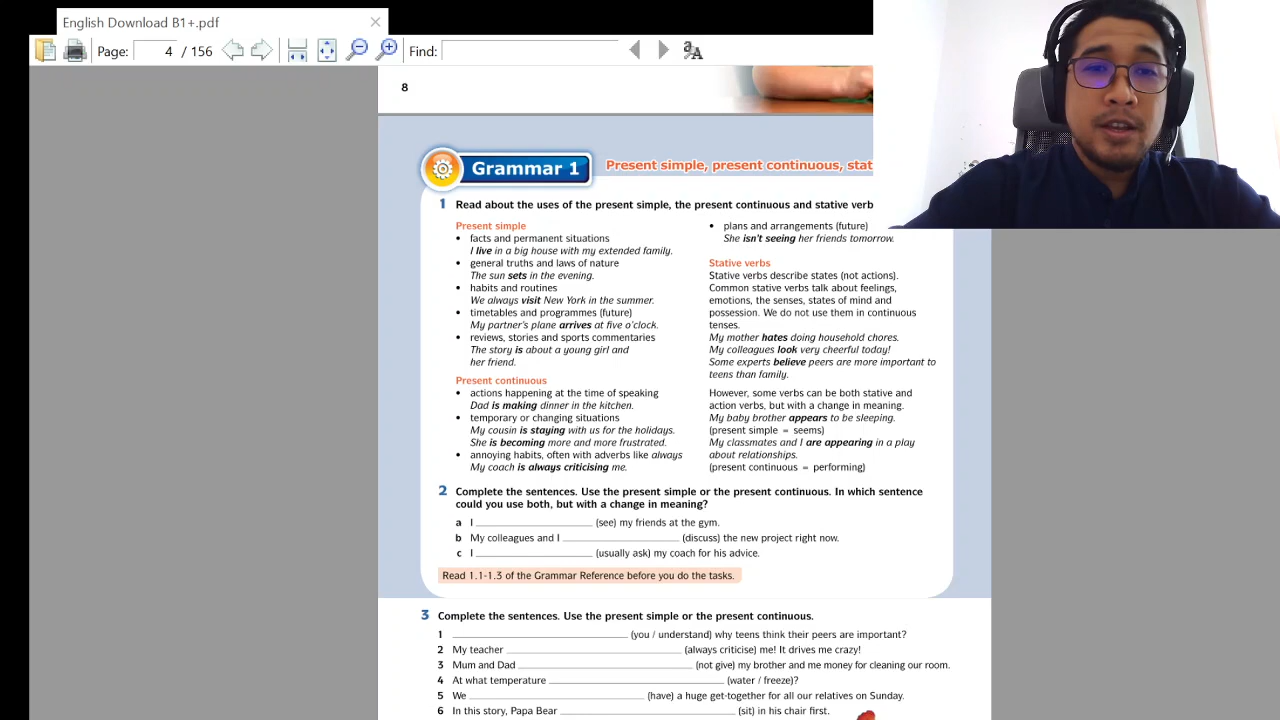 English Download B1+.pdf
Page: 4 / 156 Find:
8
Grammar 1 Present simple, present continuous, stat
1 Read about the uses of the present simple, the present continuous and stative verb
Present simple
• facts and permanent situations
I live in a big house with my extended family.
• general truths and laws of nature
The sun sets in the evening.
• habits and routines
We always visit New York in the summer.
• timetables and programmes (future)
My partner's plane arrives at five o'clock.
• reviews, stories and sports commentaries
The story is about a young girl and
her friend.
Present continuous
• actions happening at the time of speaking
Dad is making dinner in the kitchen.
• temporary or changing situations
My cousin is staying with us for the holidays.
She is becoming more and more frustrated.
• annoying habits, often with adverbs like always
My coach is always criticising me.
• plans and arrangements (future)
She isn't seeing her friends tomorrow.
Stative verbs
Stative verbs describe states (not actions).
Common stative verbs talk about feelings,
emotions, the senses, states of mind and
possession. We do not use them in continuous
tenses.
My mother hates doing household chores.
My colleagues look very cheerful today!
Some experts believe peers are more important to
teens than family.
However, some verbs can be both stative and
action verbs, but with a change in meaning.
My baby brother appears to be sleeping.
(present simple = seems)
My classmates and I are appearing in a play
about relationships.
(present continuous = performing)
2 Complete the sentences. Use the present simple or the present continuous. In which sentence
could you use both, but with a change in meaning?
a I ____________ (see) my friends at the gym.
b My colleagues and I ____________ (discuss) the new project right now.
c I ____________ (usually ask) my coach for his advice.
Read 1.1-1.3 of the Grammar Reference before you do the tasks.
3 Complete the sentences. Use the present simple or the present continuous.
1 ____________ (you / understand) why teens think their peers are important?
2 My teacher ____________ (always criticise) me! It drives me crazy!
3 Mum and Dad ____________ (not give) my brother and me money for cleaning our room.
4 At what temperature ____________ (water / freeze)?
5 We ____________ (have) a huge get-together for all our relatives on Sunday.
6 In this story, Papa Bear ____________ (sit) in his chair first.